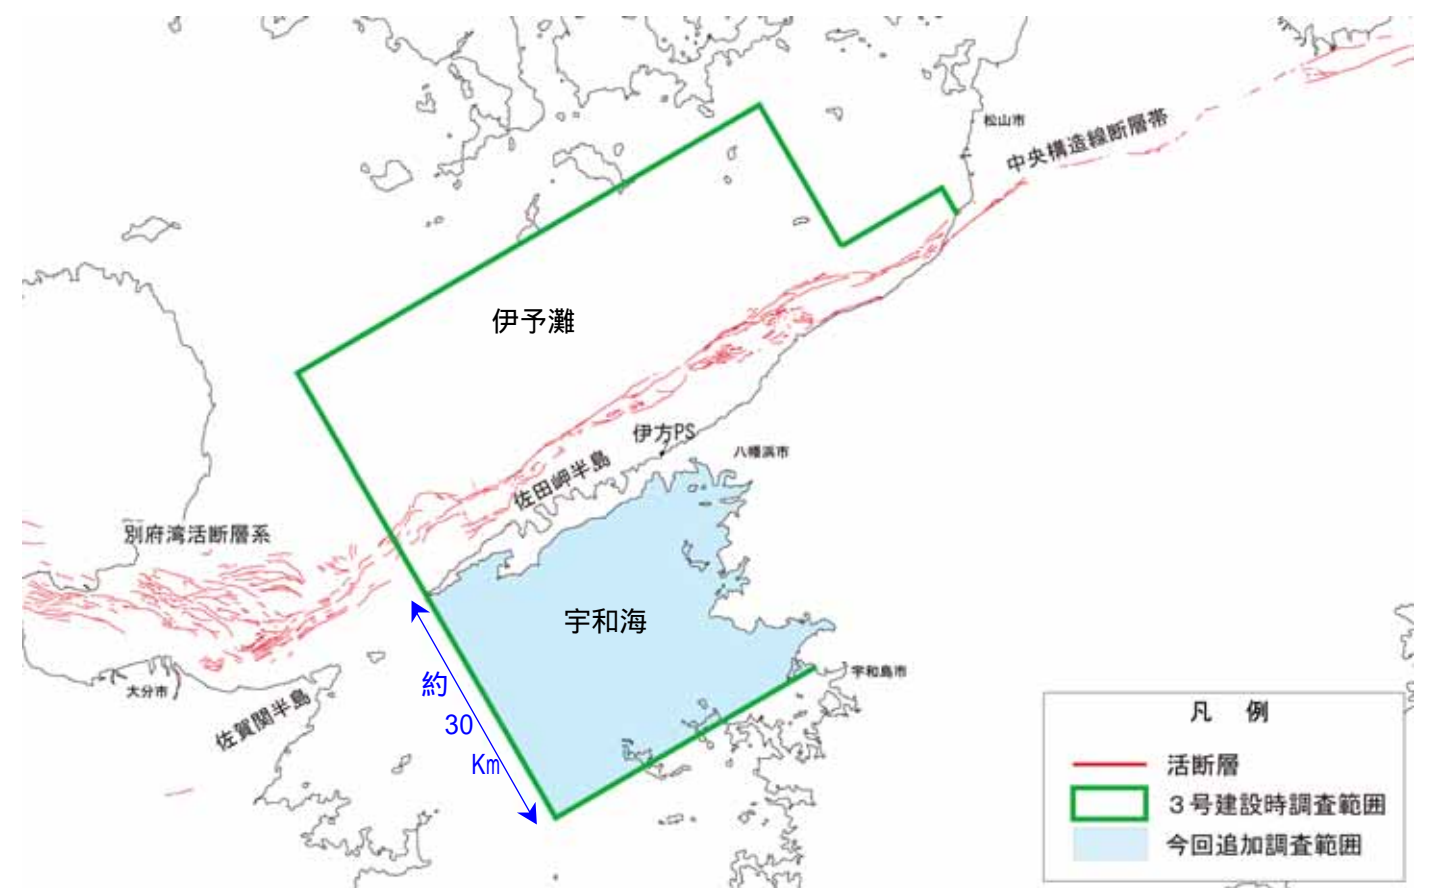 松山市
中央構造線断層帯
伊予灘
伊方PS
八幡浜市
佐田岬半島
別府湾活断層系
宇和海
大分市
佐賀関半島
宇和島市
約
30
Km
凡 例
活断層
3号建設時調査範囲
今回追加調査範囲